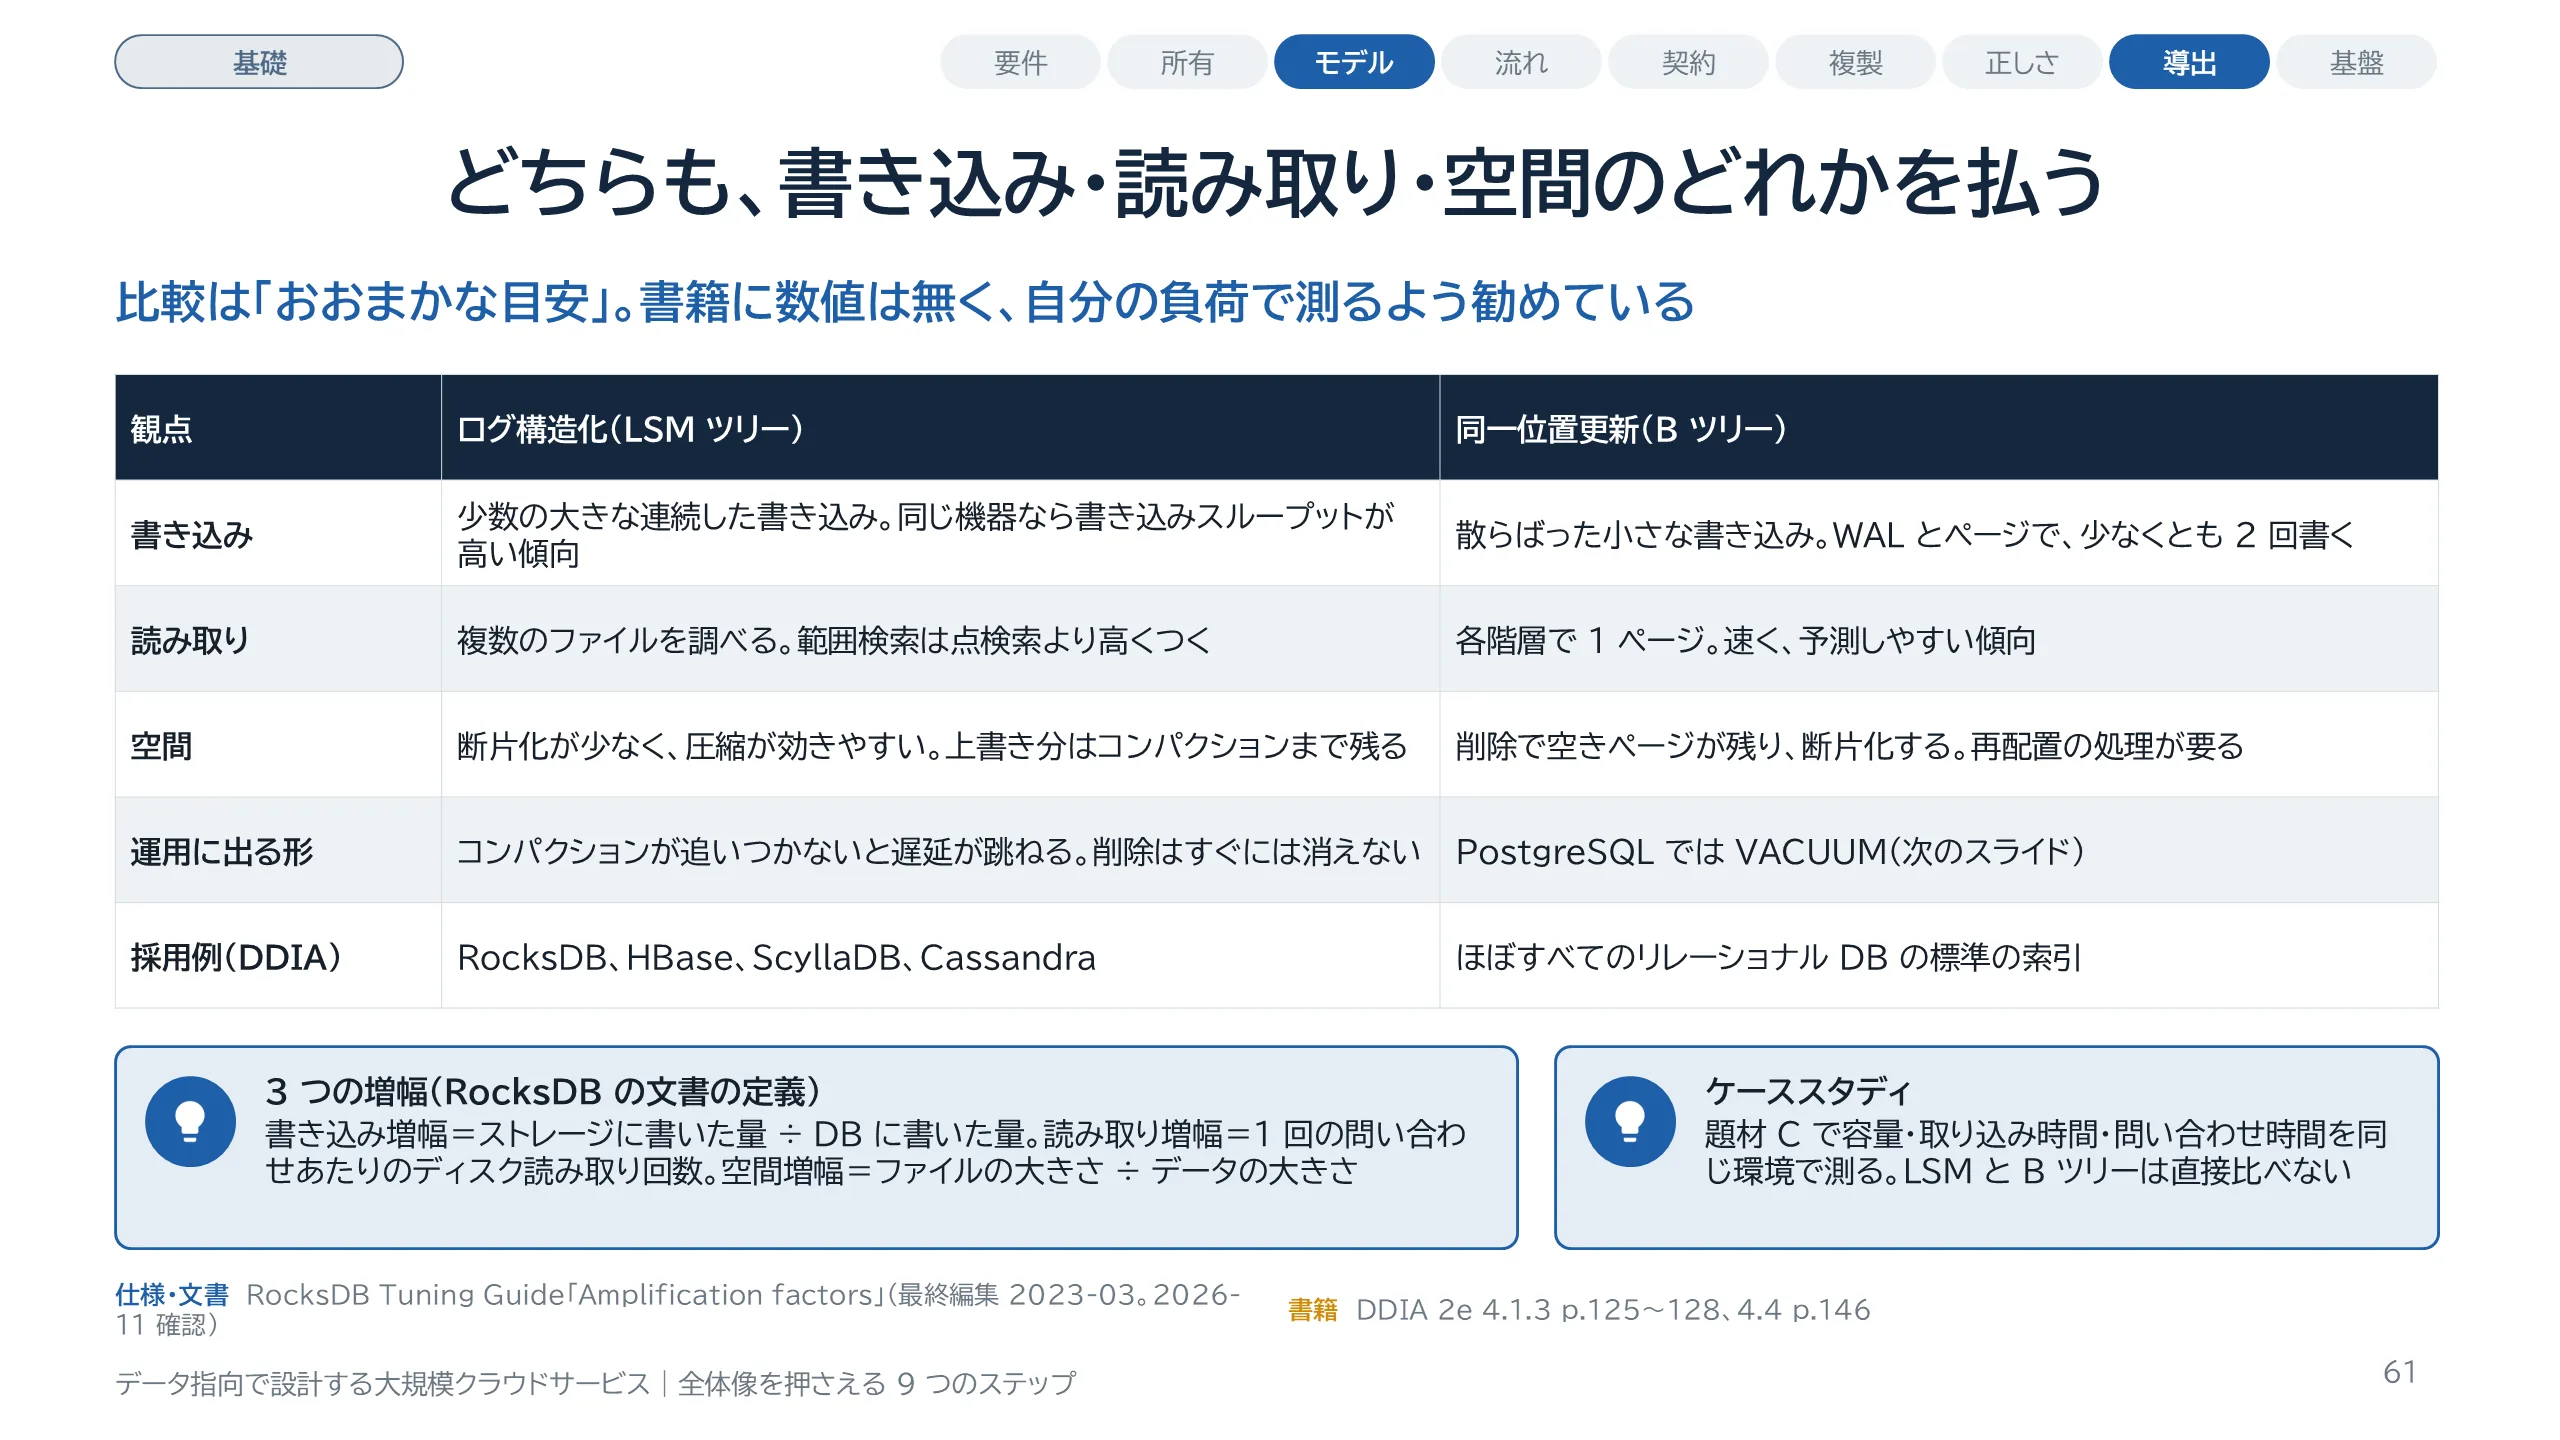 基礎
要件 所有 モデル 流れ 契約 複製 正しさ 導出 基盤
どちらも、書き込み・読み取り・空間のどれかを払う
比較は「おおまかな目安」。書籍に数値は無く、自分の負荷で測るよう勧めている
観点 ログ構造化（LSM ツリー） 同一位置更新（B ツリー）
書き込み 少数の大きな連続した書き込み。同じ機器なら書き込みスループットが
高い傾向 散らばった小さな書き込み。WAL とページで、少なくとも 2 回書く
読み取り 複数のファイルを調べる。範囲検索は点検索より高くつく 各階層で 1 ページ。速く、予測しやすい傾向
空間 断片化が少なく、圧縮が効きやすい。上書き分はコンパクションまで残る 削除で空きページが残り、断片化する。再配置の処理が要る
運用に出る形 コンパクションが追いつかないと遅延が跳ねる。削除はすぐには消えない PostgreSQL では VACUUM（次のスライド）
採用例（DDIA） RocksDB、HBase、ScyllaDB、Cassandra ほぼすべてのリレーショナル DB の標準の索引
3 つの増幅（RocksDB の文書の定義）
書き込み増幅＝ストレージに書いた量 ÷ DB に書いた量。読み取り増幅＝1 回の問い合わ
せあたりのディスク読み取り回数。空間増幅＝ファイルの大きさ ÷ データの大きさ
ケーススタディ
題材 C で容量・取り込み時間・問い合わせ時間を同
じ環境で測る。LSM と B ツリーは直接比べない
仕様・文書 RocksDB Tuning Guide「Amplification factors」（最終編集 2023-03。2026-
11 確認）
書籍 DDIA 2e 4.1.3 p.125～128、4.4 p.146
データ指向で設計する大規模クラウドサービス｜全体像を押さえる 9 つのステップ
61